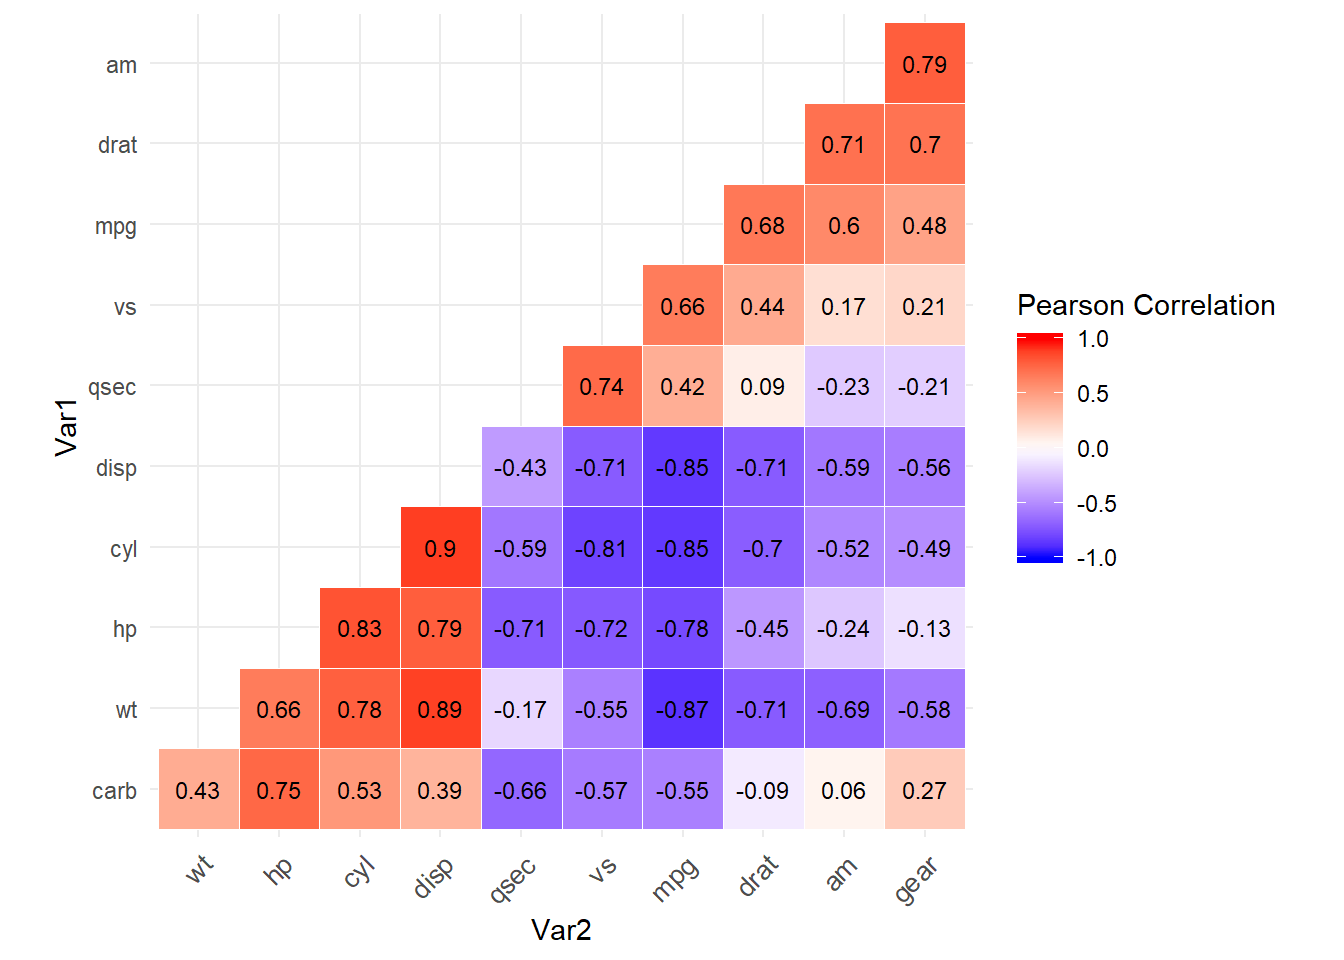 am 0.79
drat 0.71 0.7
mpg 0.68 0.6 0.48
vs 0.66 0.44 0.17 0.21
qsec 0.74 0.42 0.09 -0.23 -0.21
disp -0.43 -0.71 -0.85 -0.71 -0.59 -0.56
cyl 0.9 -0.59 -0.81 -0.85 -0.7 -0.52 -0.49
hp 0.83 0.79 -0.71 -0.72 -0.78 -0.45 -0.24 -0.13
wt 0.66 0.78 0.89 -0.17 -0.55 -0.87 -0.71 -0.69 -0.58
carb 0.43 0.75 0.53 0.39 -0.66 -0.57 -0.55 -0.09 0.06 0.27
wt hp cyl disp qsec vs mpg drat am gear
Var2
Var1
Pearson Correlation
1.0
0.5
0.0
-0.5
-1.0